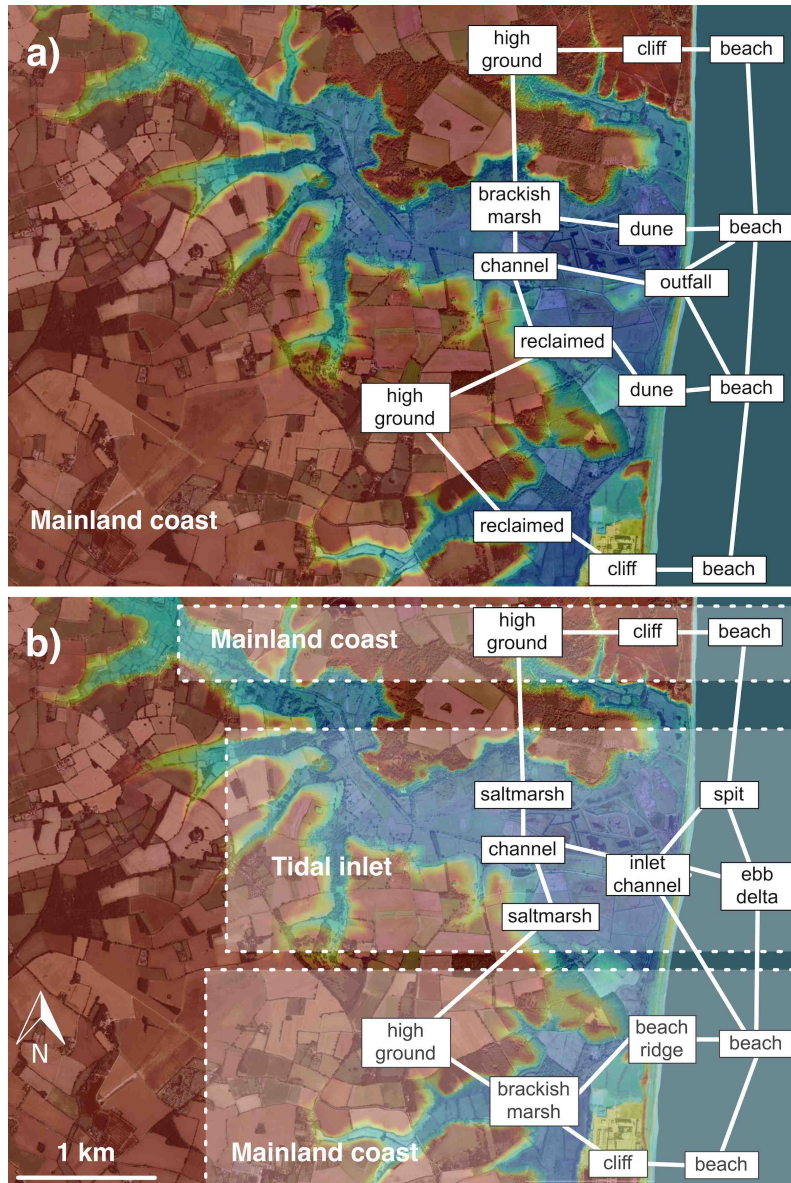 a)
high
ground
cliff
beach
brackish
marsh
dune
beach
channel
outfall
reclaimed
dune
beach
high
ground
Mainland coast
reclaimed
cliff
beach
b)
Mainland coast
high
ground
cliff
beach
saltmarsh
spit
channel
Tidal inlet
inlet
channel
ebb
delta
saltmarsh
N
high
ground
beach
ridge
beach
brackish
marsh
1 km
Mainland coast
cliff
beach